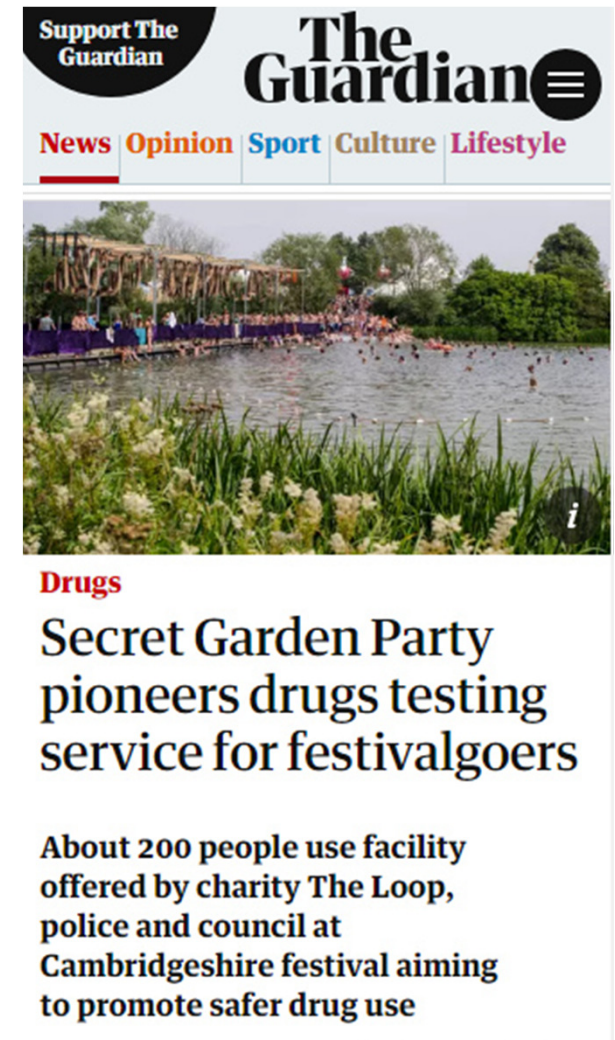 Support The
Guardian
The
Guardian
News
Opinion
Sport
Culture
Lifestyle
i
Drugs
Secret Garden Party
pioneers drugs testing
service for festivalgoers
About 200 people use facility
offered by charity The Loop,
police and council at
Cambridgeshire festival aiming
to promote safer drug use